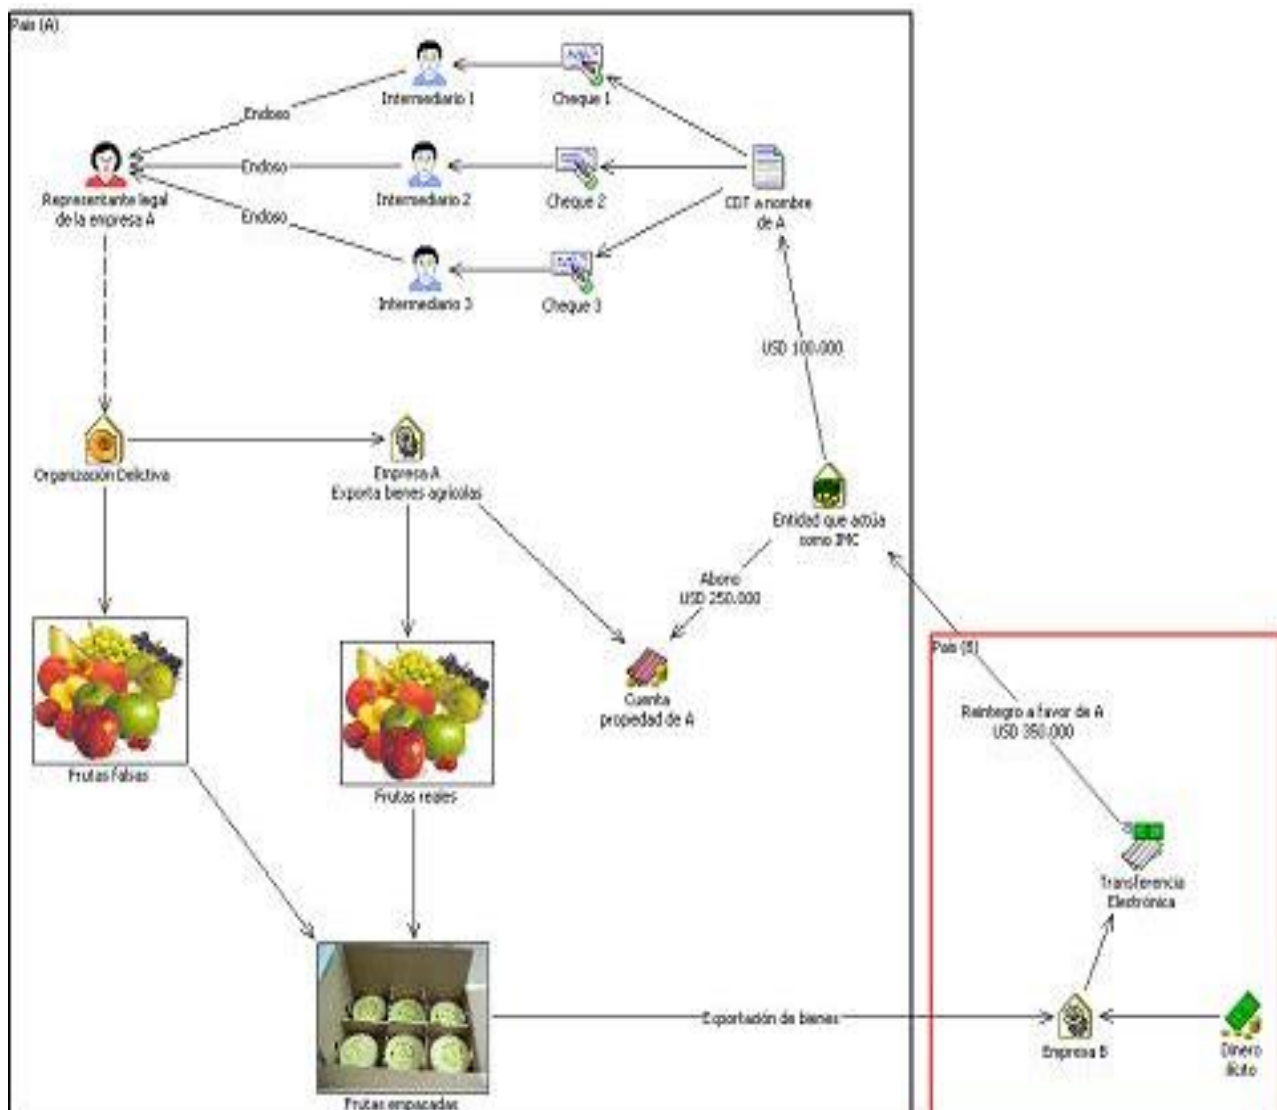 País (A)
Intermediario 1
Cheque 1
Endoso
Representante legal
de la empresa A
Endoso
Intermediario 2
Cheque 2
CDT a nombre
de A
Endoso
Intermediario 3
Cheque 3
USD 100.000
Organización Delictiva
Empresa A
Exporta bienes agrícolas
Entidad que actúa
como IMC
Abono
USD 250.000
Cuenta
propiedad de A
Frutas falsas
Frutas reales
País (B)
Reintegro a favor de A
USD 350.000
Transferencia
Electrónica
Exportación de bienes
Empresa B
Dinero
ilícito
Frutas empacadas